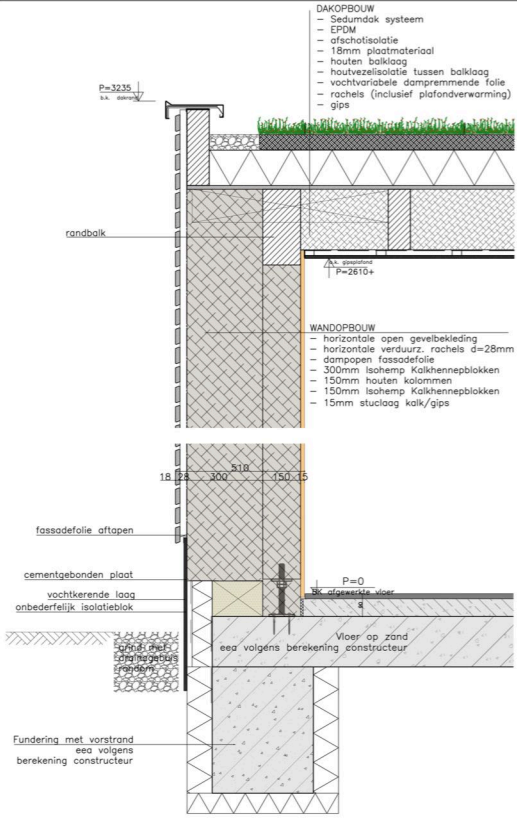 DAKOPBOUW
– Sedumdak systeem
– EPDM
– afschotisolatie
– 18mm plaatmateriaal
– houten balklaag
– houtvezelisolatie tussen balklaag
– vochtvariabele dampremmende folie
– rachels (inclusief plafondverwarming)
– gips
P=3235
b.k. dakrand
randbalk
b.k. gipsplafond
P=2610+
WANDOPBOUW
– horizontale open gevelbekleding
– horizontale verduurz. rachels d=28mm
– dampopen fassadefolie
– 300mm Isohemp Kalkhennepblokken
– 150mm houten kolommen
– 150mm Isohemp Kalkhennepblokken
– 15mm stuclaag kalk/gips
510
18 28 300 150 15
fassadefolie aftapen
cementgebonden plaat
vochtkerende laag
onbederfelijk isolatieblok
P=0
BK afgewerkte vloer
Vloer op zand
eea volgens berekening constructeur
grind met
drainagebuis
rondom
Fundering met vorstrand
eea volgens
berekening constructeur